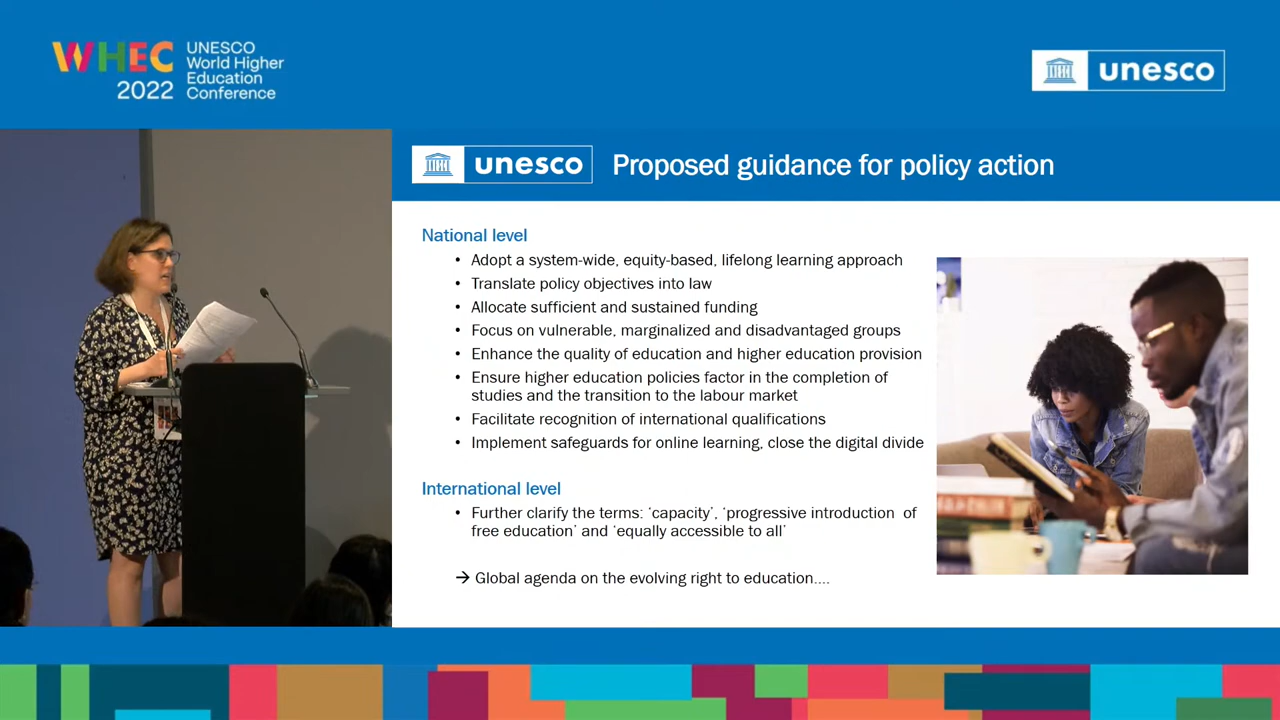 WHEC
2022
UNESCO
World Higher
Education
Conference
unesco
unesco
Proposed guidance for policy action
National level
• Adopt a system-wide, equity-based, lifelong learning approach
• Translate policy objectives into law
• Allocate sufficient and sustained funding
• Focus on vulnerable, marginalized and disadvantaged groups
• Enhance the quality of education and higher education provision
• Ensure higher education policies factor in the completion of
studies and the transition to the labour market
• Facilitate recognition of international qualifications
• Implement safeguards for online learning, close the digital divide
International level
• Further clarify the terms: ‘capacity’, ‘progressive introduction of
free education’ and ‘equally accessible to all’
→ Global agenda on the evolving right to education....